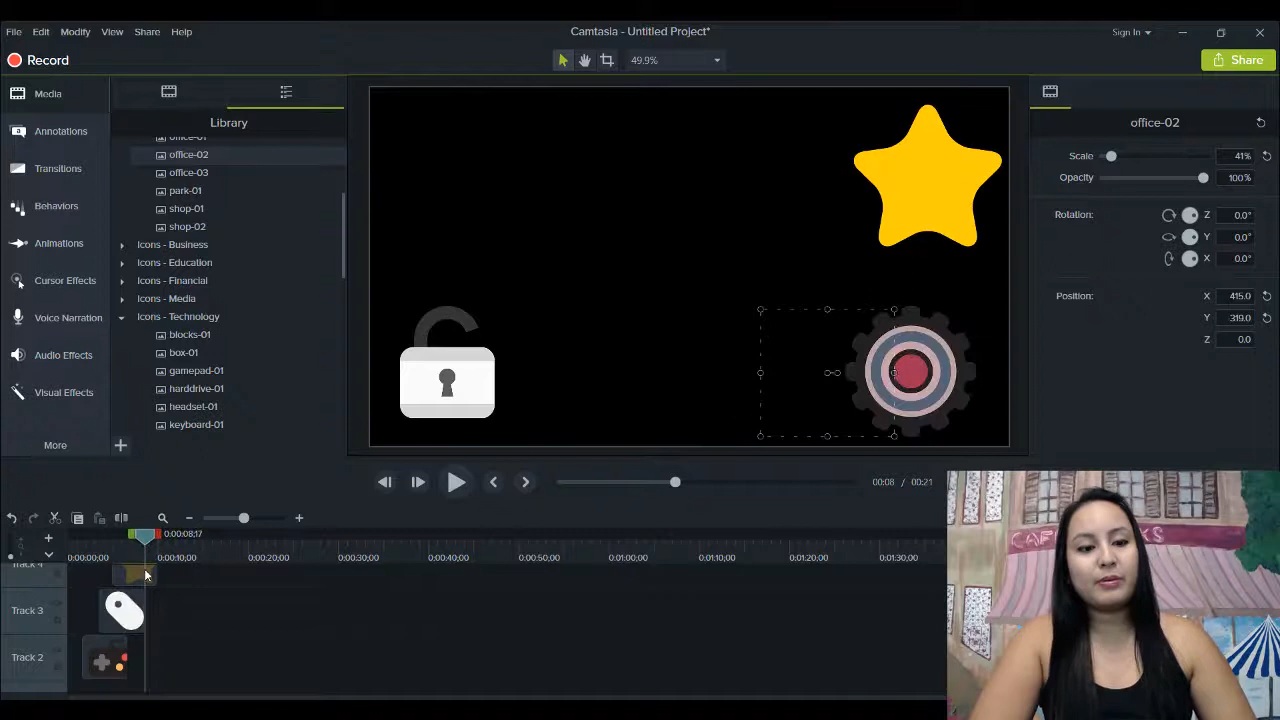 File Edit Modify View Share Help
Camtasia - Untitled Project*
Sign In
Record
49.9%
Share
Media
Annotations
Transitions
Behaviors
Animations
Cursor Effects
Voice Narration
Audio Effects
Visual Effects
More
Library
office-01
office-02
office-03
park-01
shop-01
shop-02
Icons - Business
Icons - Education
Icons - Financial
Icons - Media
Icons - Technology
blocks-01
box-01
gamepad-01
harddrive-01
headset-01
keyboard-01
office-02
Scale 41%
Opacity 100%
Rotation: Z 0.0°
Y 0.0°
X 0.0°
Position: X 415.0
Y -319.0
Z 0.0
00:08 / 00:21
0:00:08;17
0:00:00;00 0:00:10;00 0:00:20;00 0:00:30;00 0:00:40;00 0:00:50;00 0:01:00;00 0:01:10;00 0:01:20;00 0:01:30;00
Track 4
Track 3
Track 2